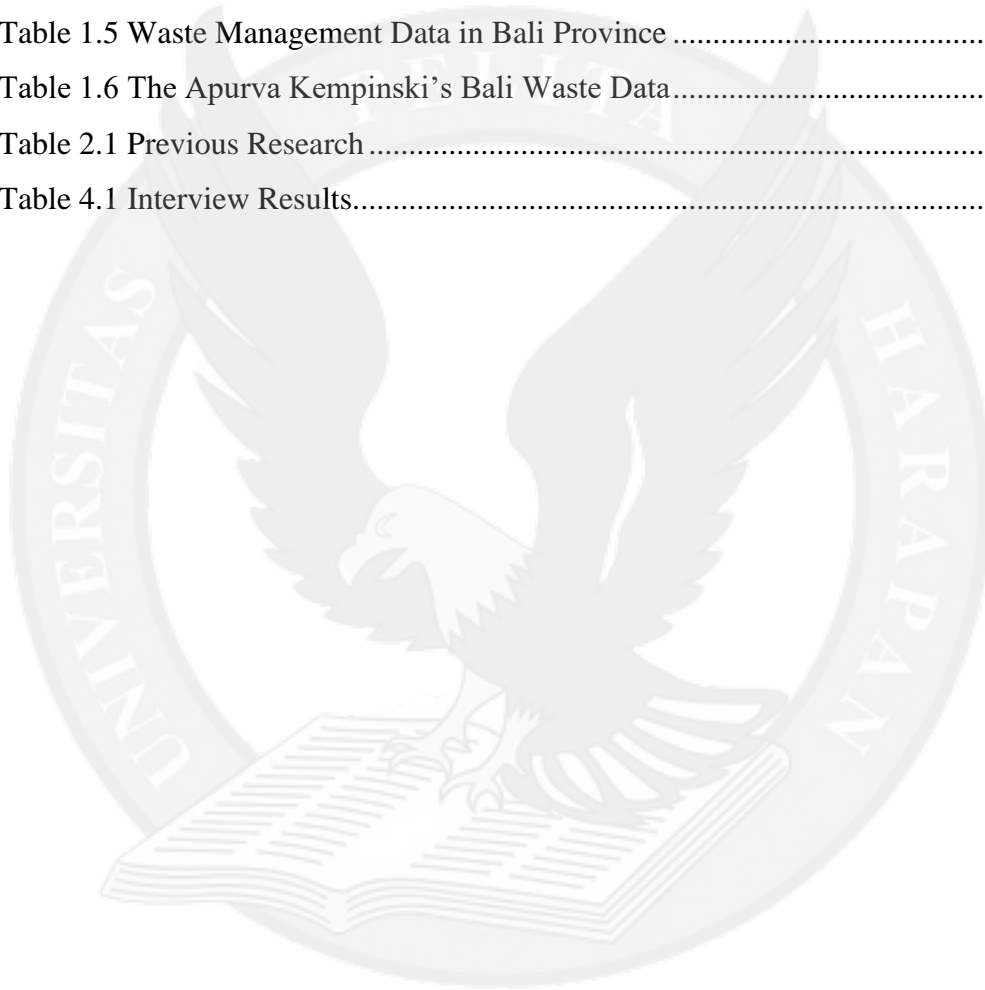 Table 1.5 Waste Management Data in Bali Province ....................................
Table 1.6 The Apurva Kempinski’s Bali Waste Data....................................
Table 2.1 Previous Research ........................................................................
Table 4.1 Interview Results..........................................................................
UNIVERSITAS PELITA HARAPAN